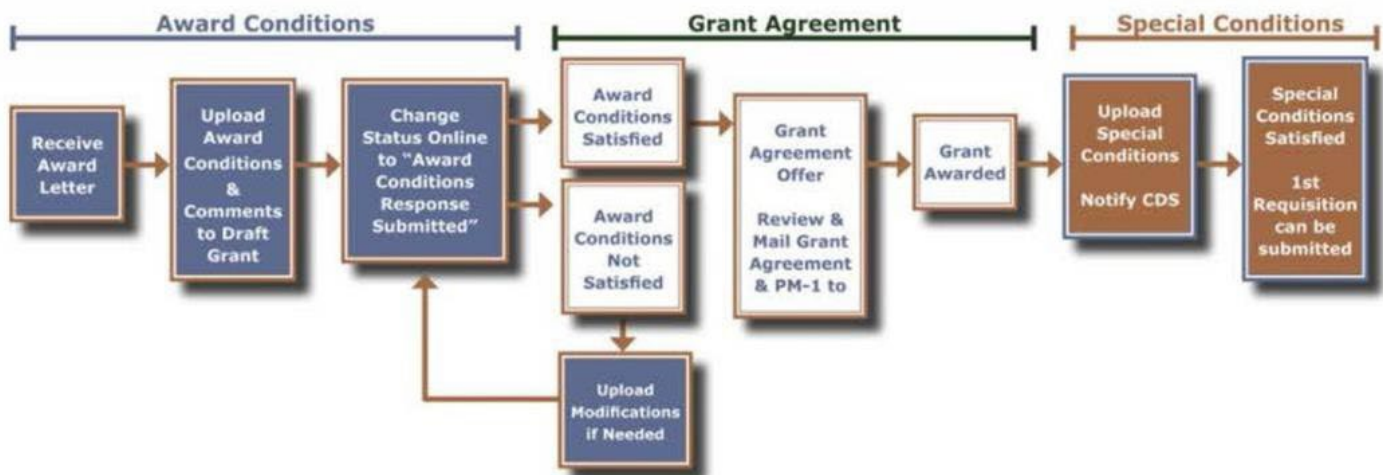 Award Conditions
Grant Agreement
Special Conditions
Receive
Award
Letter
Upload
Award
Conditions
&
Comments
to Draft
Grant
Change
Status Online
to “Award
Conditions
Response
Submitted”
Award
Conditions
Satisfied
Award
Conditions
Not
Satisfied
Upload
Modifications
if Needed
Grant
Agreement
Offer
Review &
Mail Grant
Agreement
& PM-1 to
Grant
Awarded
Upload
Special
Conditions
Notify CDS
Special
Conditions
Satisfied
1st
Requisition
can be
submitted